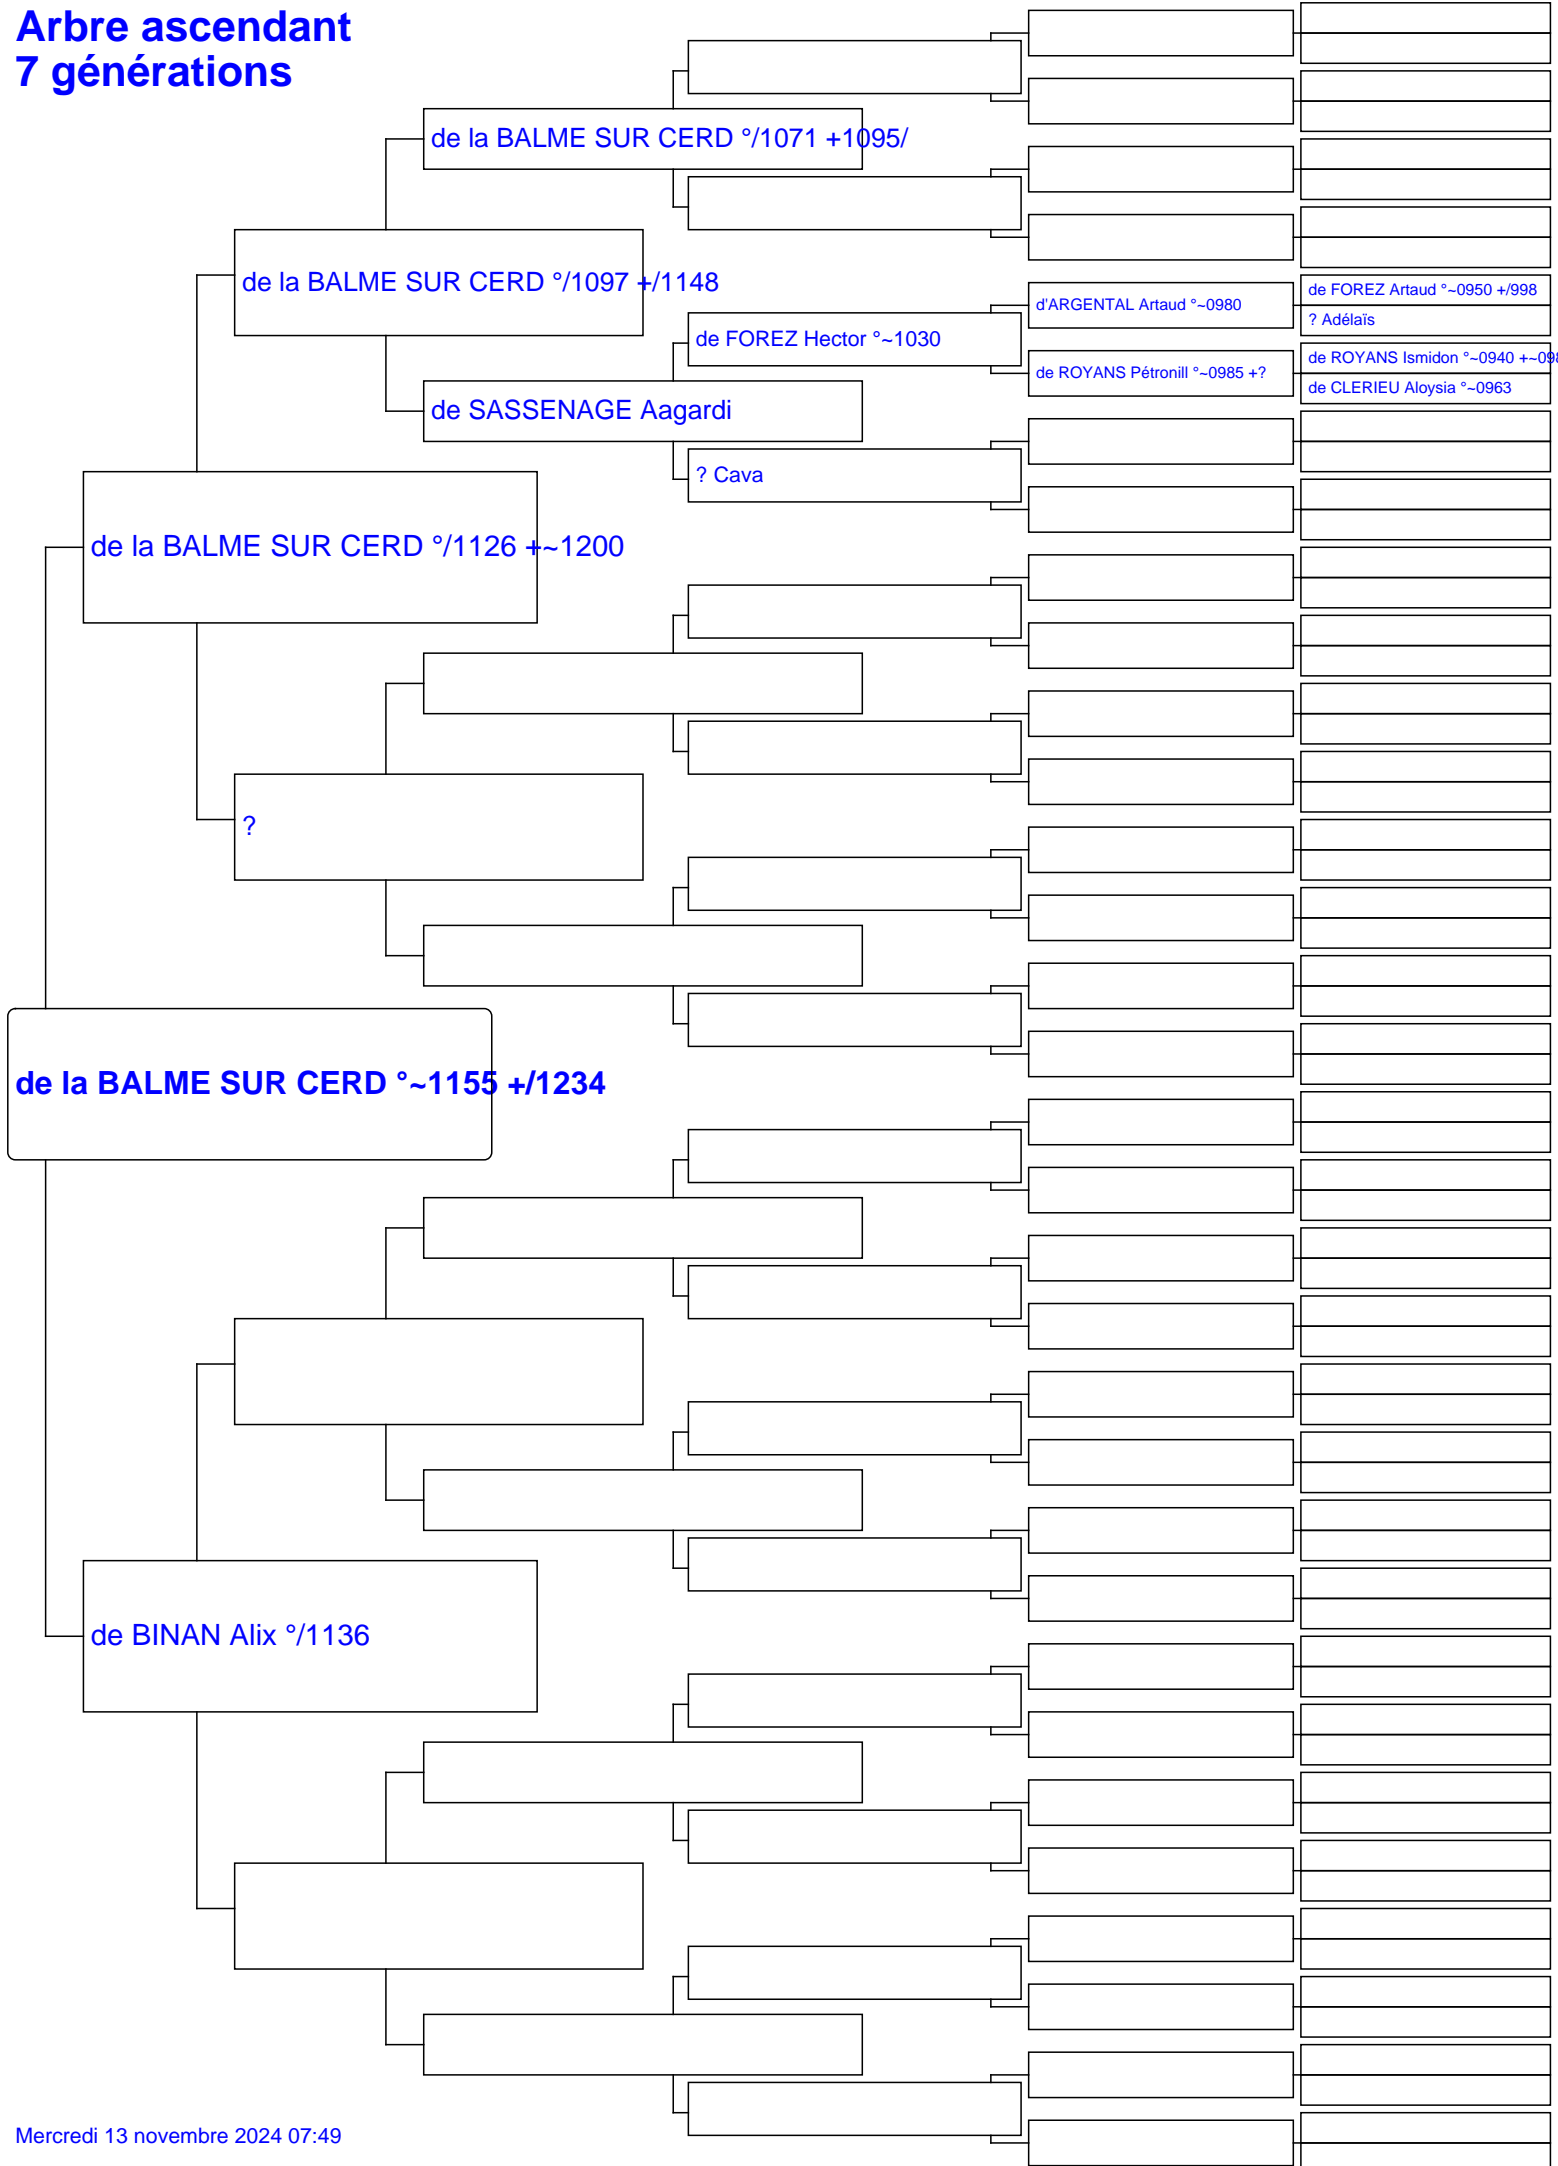 Arbre ascendant
7 générations
de la BALME SUR CERD °/1071 +1095/
de la BALME SUR CERD °/1097 +/1148
de FOREZ Artaud °~0950 +/998
d'ARGENTAL Artaud °~0980
? Adélaïs
de FOREZ Hector °~1030
de ROYANS Ismidon °~0940 +~098
de ROYANS Pétronill °~0985 +?
de CLERIEU Aloysia °~0963
de SASSENAGE Aagardi
? Cava
de la BALME SUR CERD °/1126 +~1200
?
de la BALME SUR CERD °~1155 +/1234
de BINAN Alix °/1136
Mercredi 13 novembre 2024 07:49